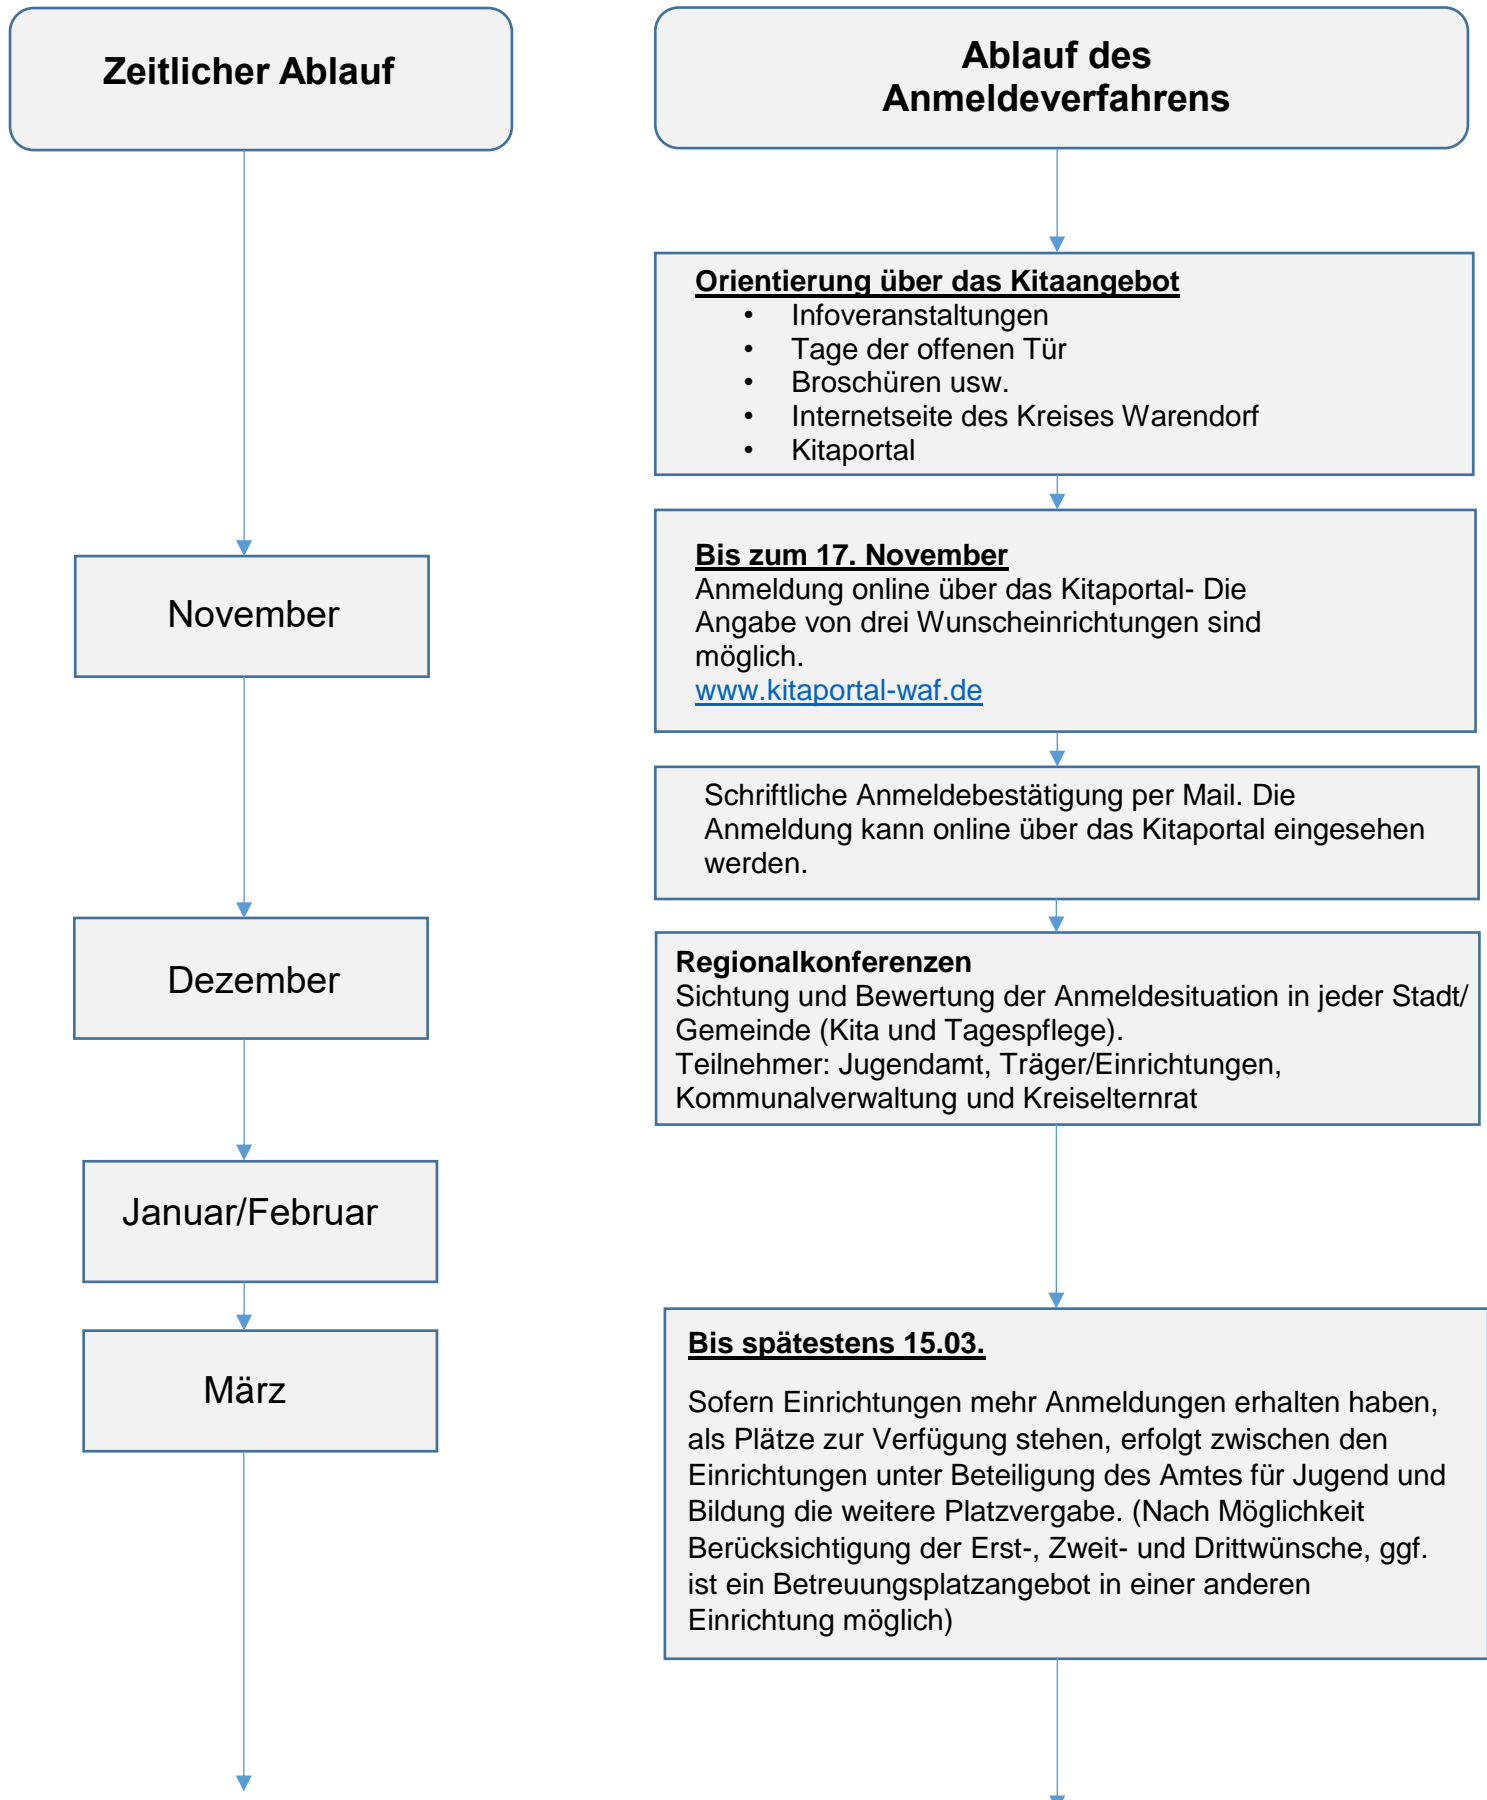 Zeitlicher Ablauf
Ablauf des
Anmeldeverfahrens
Orientierung über das Kitaangebot
• Infoveranstaltungen
• Tage der offenen Tür
• Broschüren usw.
• Internetseite des Kreises Warendorf
• Kitaportal
November
Bis zum 17. November
Anmeldung online über das Kitaportal- Die
Angabe von drei Wunscheinrichtungen sind
möglich.
www.kitaportal-waf.de
Schriftliche Anmeldebestätigung per Mail. Die
Anmeldung kann online über das Kitaportal eingesehen
werden.
Dezember
Regionalkonferenzen
Sichtung und Bewertung der Anmeldesituation in jeder Stadt/
Gemeinde (Kita und Tagespflege).
Teilnehmer: Jugendamt, Träger/Einrichtungen,
Kommunalverwaltung und Kreiselternrat
Januar/Februar
März
Bis spätestens 15.03.
Sofern Einrichtungen mehr Anmeldungen erhalten haben,
als Plätze zur Verfügung stehen, erfolgt zwischen den
Einrichtungen unter Beteiligung des Amtes für Jugend und
Bildung die weitere Platzvergabe. (Nach Möglichkeit
Berücksichtigung der Erst-, Zweit- und Drittwünsche, ggf.
ist ein Betreuungsplatzangebot in einer anderen
Einrichtung möglich)